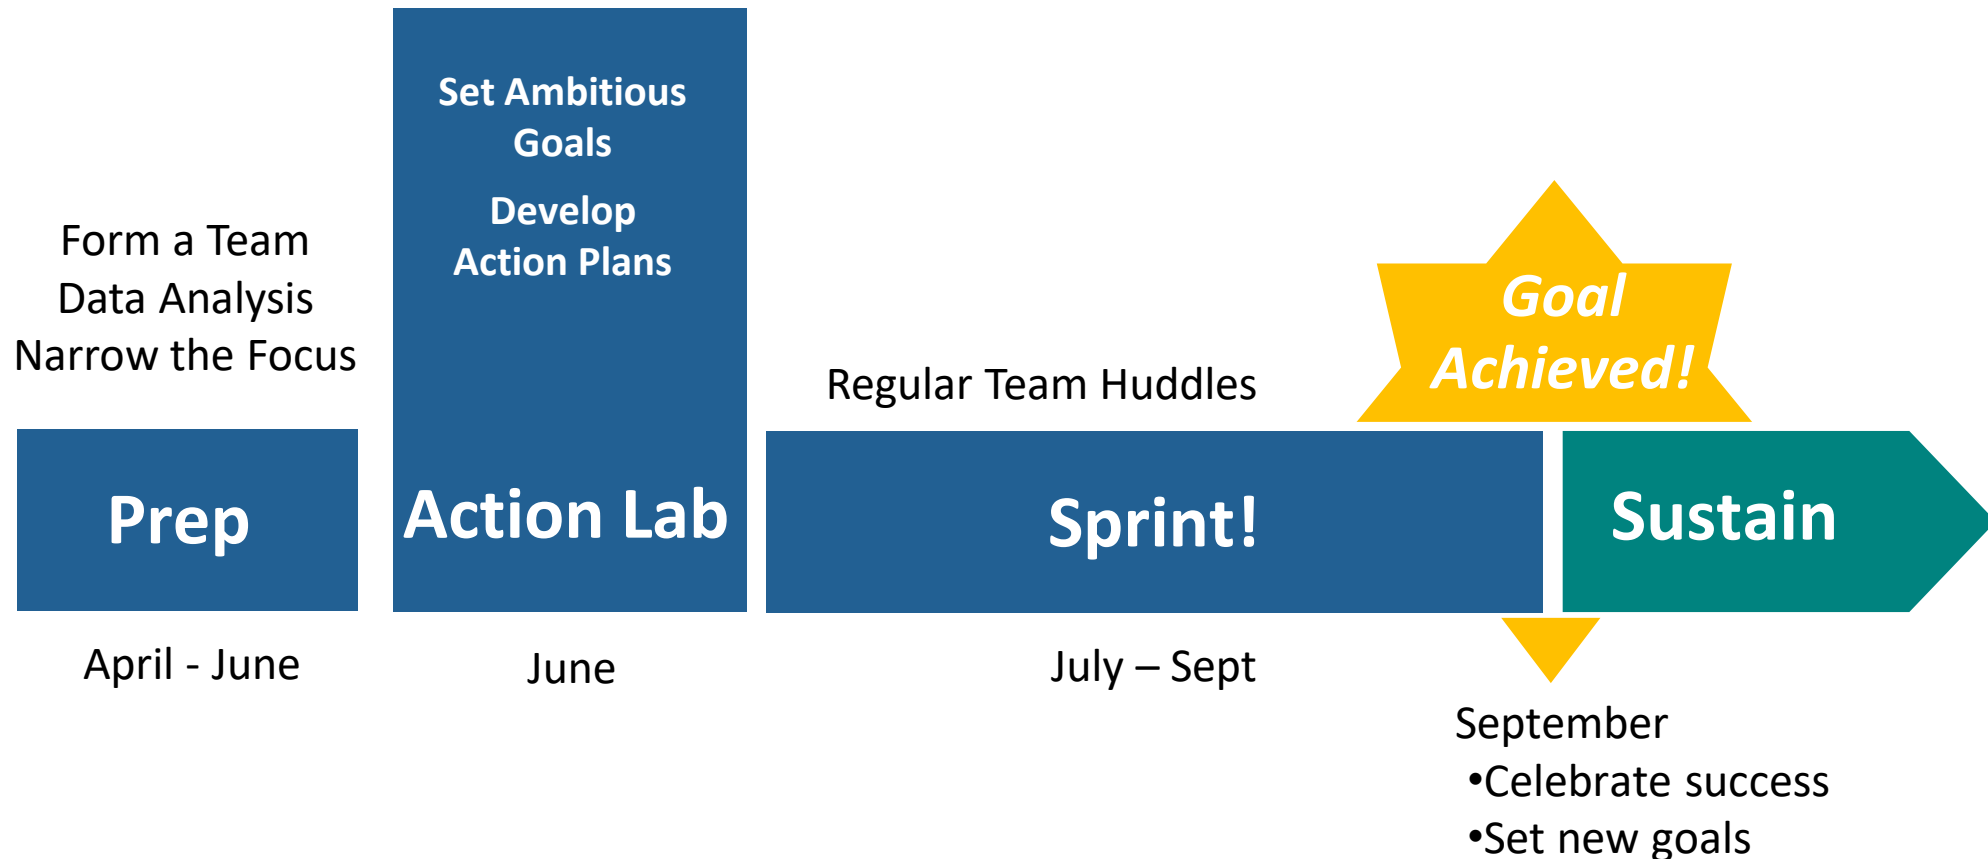 Form a Team
Data Analysis
Narrow the Focus
Prep
April - June
Set Ambitious
Goals
Develop
Action Plans
Action Lab
June
Regular Team Huddles
Sprint!
July – Sept
Goal
Achieved!
Sustain
September
•Celebrate success
•Set new goals